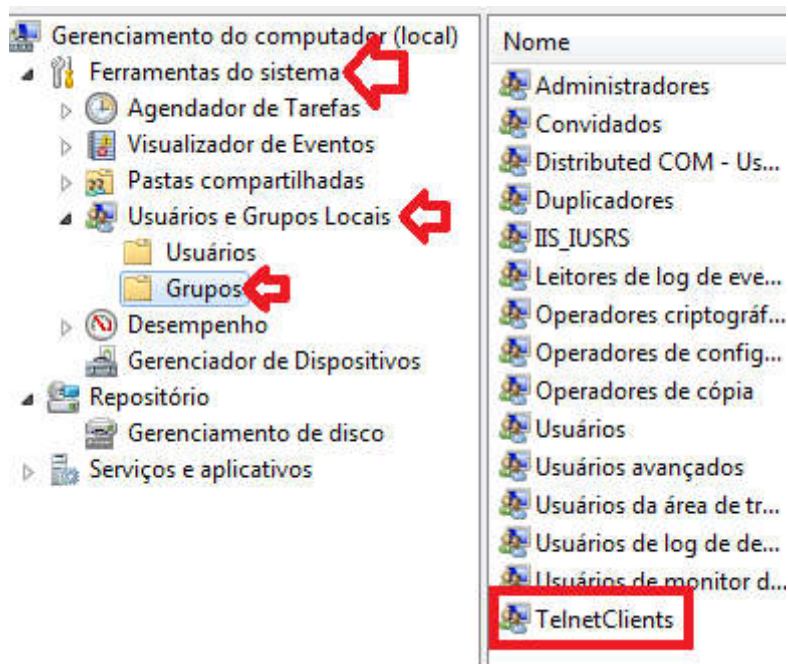 Gerenciamento do computador (local)
Ferramentas do sistema
Agendador de Tarefas
Visualizador de Eventos
Pastas compartilhadas
Usuários e Grupos Locais
Usuários
Grupos
Desempenho
Gerenciador de Dispositivos
Repositório
Gerenciamento de disco
Serviços e aplicativos
Nome
Administradores
Convidados
Distributed COM - Us...
Duplicadores
IIS_IUSRS
Leitores de log de eve...
Operadores criptográf...
Operadores de config...
Operadores de cópia
Usuários
Usuários avançados
Usuários da área de tr...
Usuários de log de de...
Usuários de monitor d...
TelnetClients